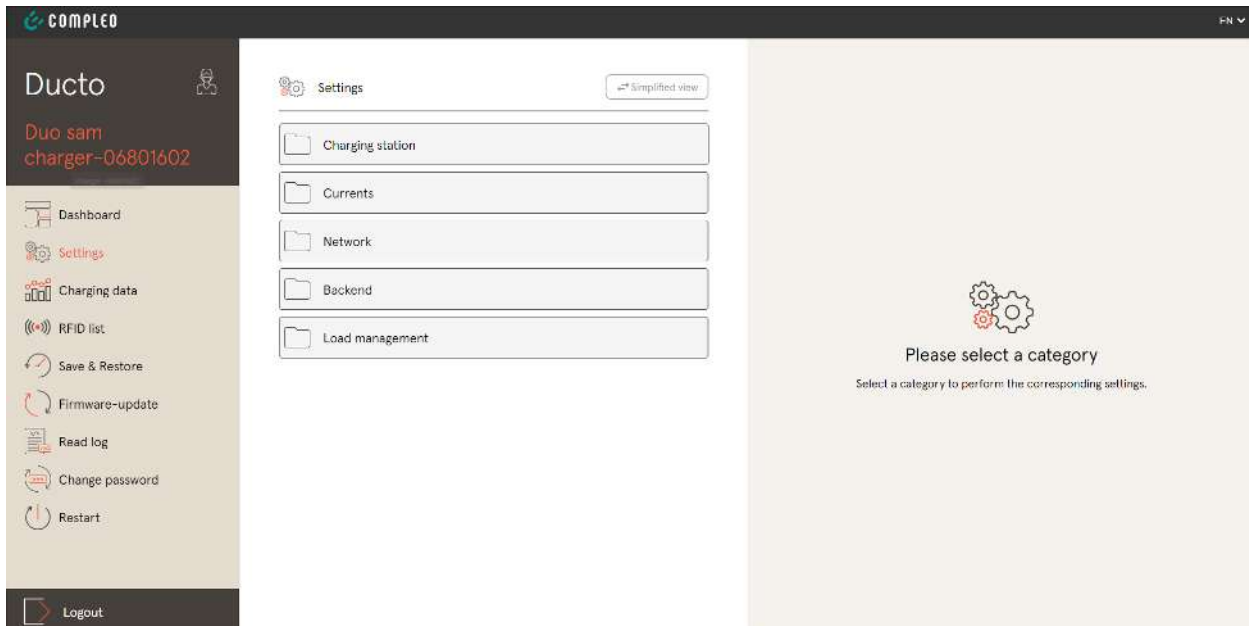 COMPLEO
EN
Ducto
Duo sam
charger-06801602
Dashboard
Settings
Charging data
RFID list
Save & Restore
Firmware-update
Read log
Change password
Restart
Logout
Settings
Simplified view
Charging station
Currents
Network
Backend
Load management
Please select a category
Select a category to perform the corresponding settings.